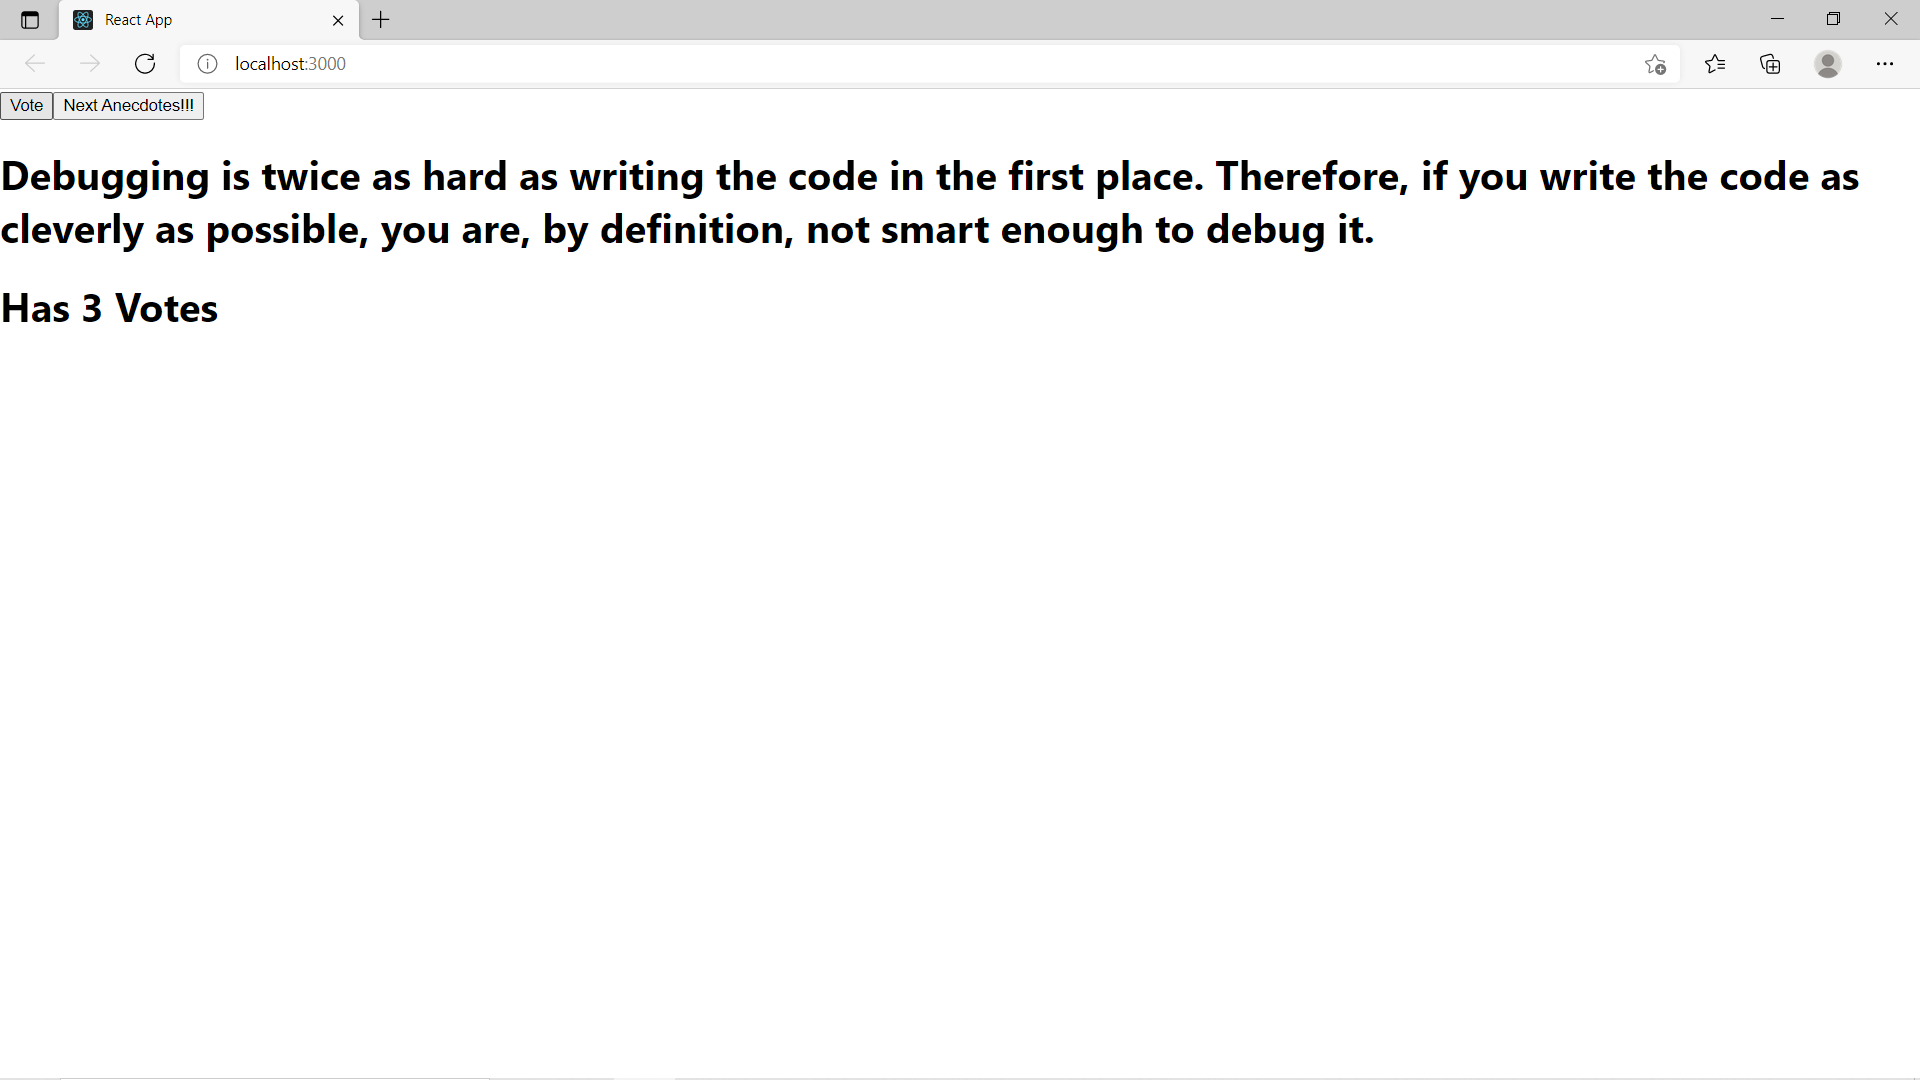 React App
localhost:3000
Vote Next Anecdotes!!!
Debugging is twice as hard as writing the code in the first place. Therefore, if you write the code as
cleverly as possible, you are, by definition, not smart enough to debug it.
Has 3 Votes